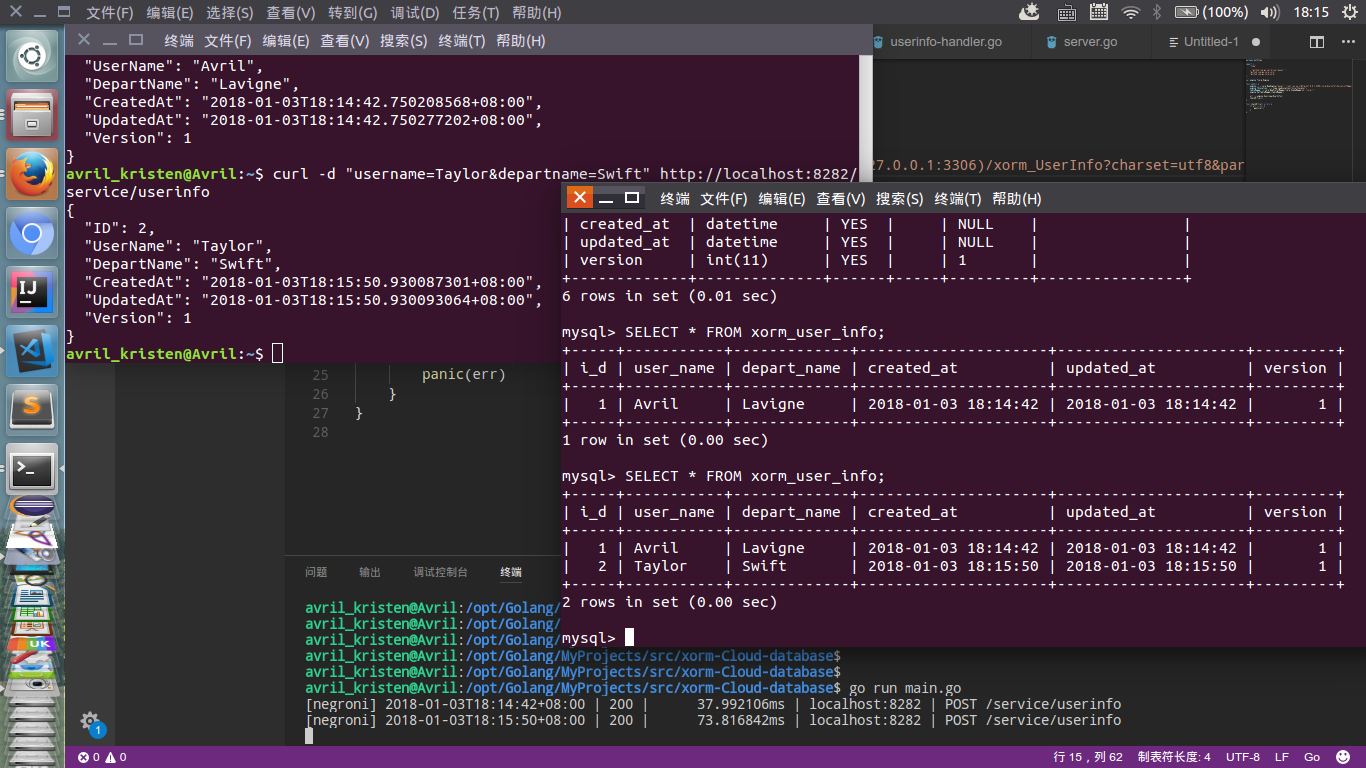 文件(F) 编辑(E) 选择(S) 查看(V) 转到(G) 调试(D) 任务(T) 帮助(H)
(100%) 18:15
终端 文件(F) 编辑(E) 查看(V) 搜索(S) 终端(T) 帮助(H)
userinfo-handler.go server.go Untitled-1
"UserName": "Avril",
"DepartName": "Lavigne",
"CreatedAt": "2018-01-03T18:14:42.750208568+08:00",
"UpdatedAt": "2018-01-03T18:14:42.750277202+08:00",
"Version": 1
}
avril_kristen@Avril:~$ curl -d "username=Taylor&departname=Swift" http://localhost:8282/
service/userinfo
{
"ID": 2,
"UserName": "Taylor",
"DepartName": "Swift",
"CreatedAt": "2018-01-03T18:15:50.930087301+08:00",
"UpdatedAt": "2018-01-03T18:15:50.930093064+08:00",
"Version": 1
}
avril_kristen@Avril:~$
27.0.0.1:3306)/xorm_UserInfo?charset=utf8&par
终端 文件(F) 编辑(E) 查看(V) 搜索(S) 终端(T) 帮助(H)
| created_at | datetime | YES | | NULL | |
| updated_at | datetime | YES | | NULL | |
| version | int(11) | YES | | 1 | |
+------------+--------------+------+-----+---------+----------------+
6 rows in set (0.01 sec)
mysql> SELECT * FROM xorm_user_info;
+-----+-----------+-------------+---------------------+---------------------+---------+
| i_d | user_name | depart_name | created_at | updated_at | version |
+-----+-----------+-------------+---------------------+---------------------+---------+
| 1 | Avril | Lavigne | 2018-01-03 18:14:42 | 2018-01-03 18:14:42 | 1 |
+-----+-----------+-------------+---------------------+---------------------+---------+
1 row in set (0.00 sec)
mysql> SELECT * FROM xorm_user_info;
+-----+-----------+-------------+---------------------+---------------------+---------+
| i_d | user_name | depart_name | created_at | updated_at | version |
+-----+-----------+-------------+---------------------+---------------------+---------+
| 1 | Avril | Lavigne | 2018-01-03 18:14:42 | 2018-01-03 18:14:42 | 1 |
| 2 | Taylor | Swift | 2018-01-03 18:15:50 | 2018-01-03 18:15:50 | 1 |
+-----+-----------+-------------+---------------------+---------------------+---------+
2 rows in set (0.00 sec)
mysql>
25 panic(err)
26 }
27 }
28
问题 输出 调试控制台 终端
avril_kristen@Avril:/opt/Golang/
avril_kristen@Avril:/opt/Golang/
avril_kristen@Avril:/opt/Golang/
avril_kristen@Avril:/opt/Golang/MyProjects/src/xorm-Cloud-database$
avril_kristen@Avril:/opt/Golang/MyProjects/src/xorm-Cloud-database$
avril_kristen@Avril:/opt/Golang/MyProjects/src/xorm-Cloud-database$ go run main.go
[negroni] 2018-01-03T18:14:42+08:00 | 200 | 37.992106ms | localhost:8282 | POST /service/userinfo
[negroni] 2018-01-03T18:15:50+08:00 | 200 | 73.816842ms | localhost:8282 | POST /service/userinfo
IJ
S
UK
1
0 0 行 15，列 62 制表符长度: 4 UTF-8 LF Go